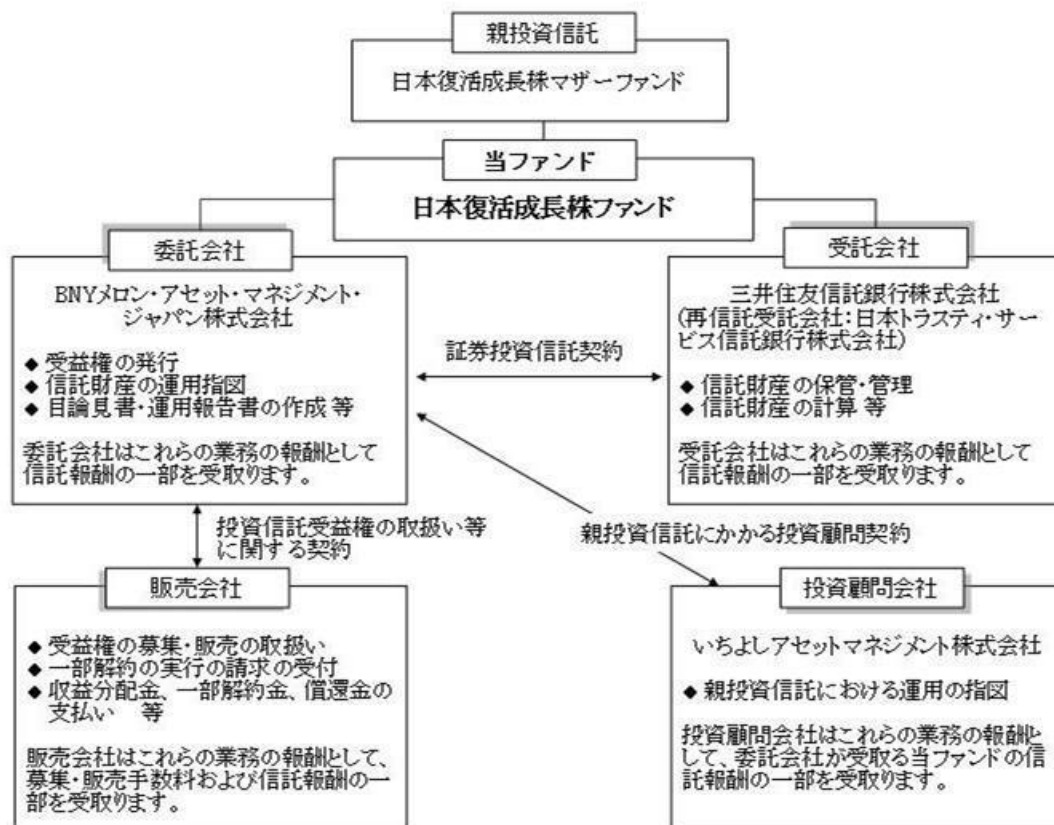 親投資信託
日本復活成長株マザーファンド
当ファンド
日本復活成長株ファンド
委託会社
BNYメロン・アセット・マネジメント・
ジャパン株式会社
◆ 受益権の発行
◆ 信託財産の運用指図
◆ 目論見書・運用報告書の作成 等
委託会社はこれらの業務の報酬として
信託報酬の一部を受取ります。
証券投資信託契約
受託会社
三井住友信託銀行株式会社
(再信託受託会社:日本トラスティ・サー
ビス信託銀行株式会社)
◆ 信託財産の保管・管理
◆ 信託財産の計算 等
受託会社はこれらの業務の報酬として
信託報酬の一部を受取ります。
投資信託受益権の取扱い等
に関する契約
親投資信託にかかる投資顧問契約
販売会社
◆ 受益権の募集・販売の取扱い
◆ 一部解約の実行の請求の受付
◆ 収益分配金、一部解約金、償還金の
支払い 等
販売会社はこれらの業務の報酬として、
募集・販売手数料および信託報酬の一
部を受取ります。
投資顧問会社
いちよしアセットマネジメント株式会社
◆ 親投資信託における運用の指図
投資顧問会社はこれらの業務の報酬と
して、委託会社が受取る当ファンドの信
託報酬の一部を受取ります。